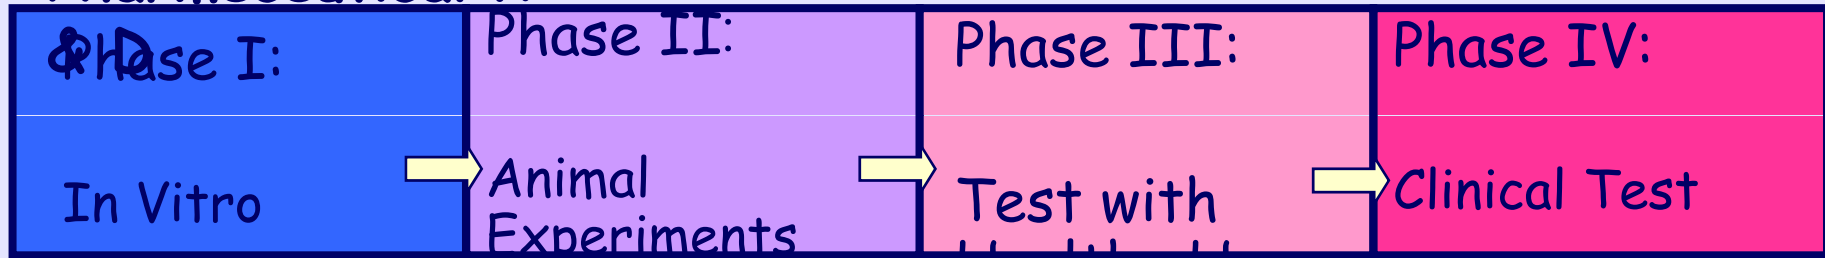 & D
Phase I:
In Vitro
Phase II:
Animal
Experiments
Phase III:
Test with
Phase IV:
Clinical Test